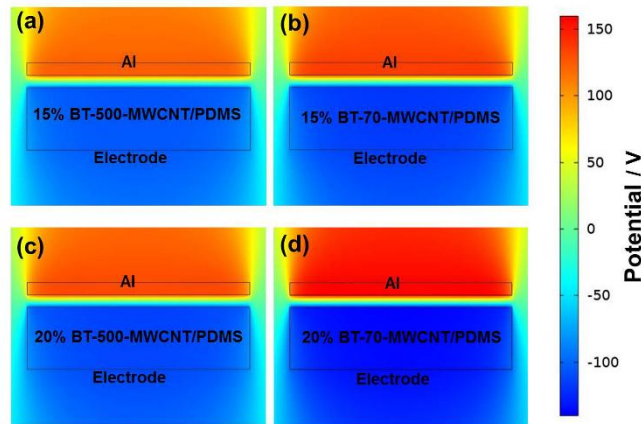 (a)
Al
15% BT-500-MWCNT/PDMS
Electrode
(b)
Al
15% BT-70-MWCNT/PDMS
Electrode
(c)
Al
20% BT-500-MWCNT/PDMS
Electrode
(d)
Al
20% BT-70-MWCNT/PDMS
Electrode
150
100
50
0
-50
-100
Potential / V